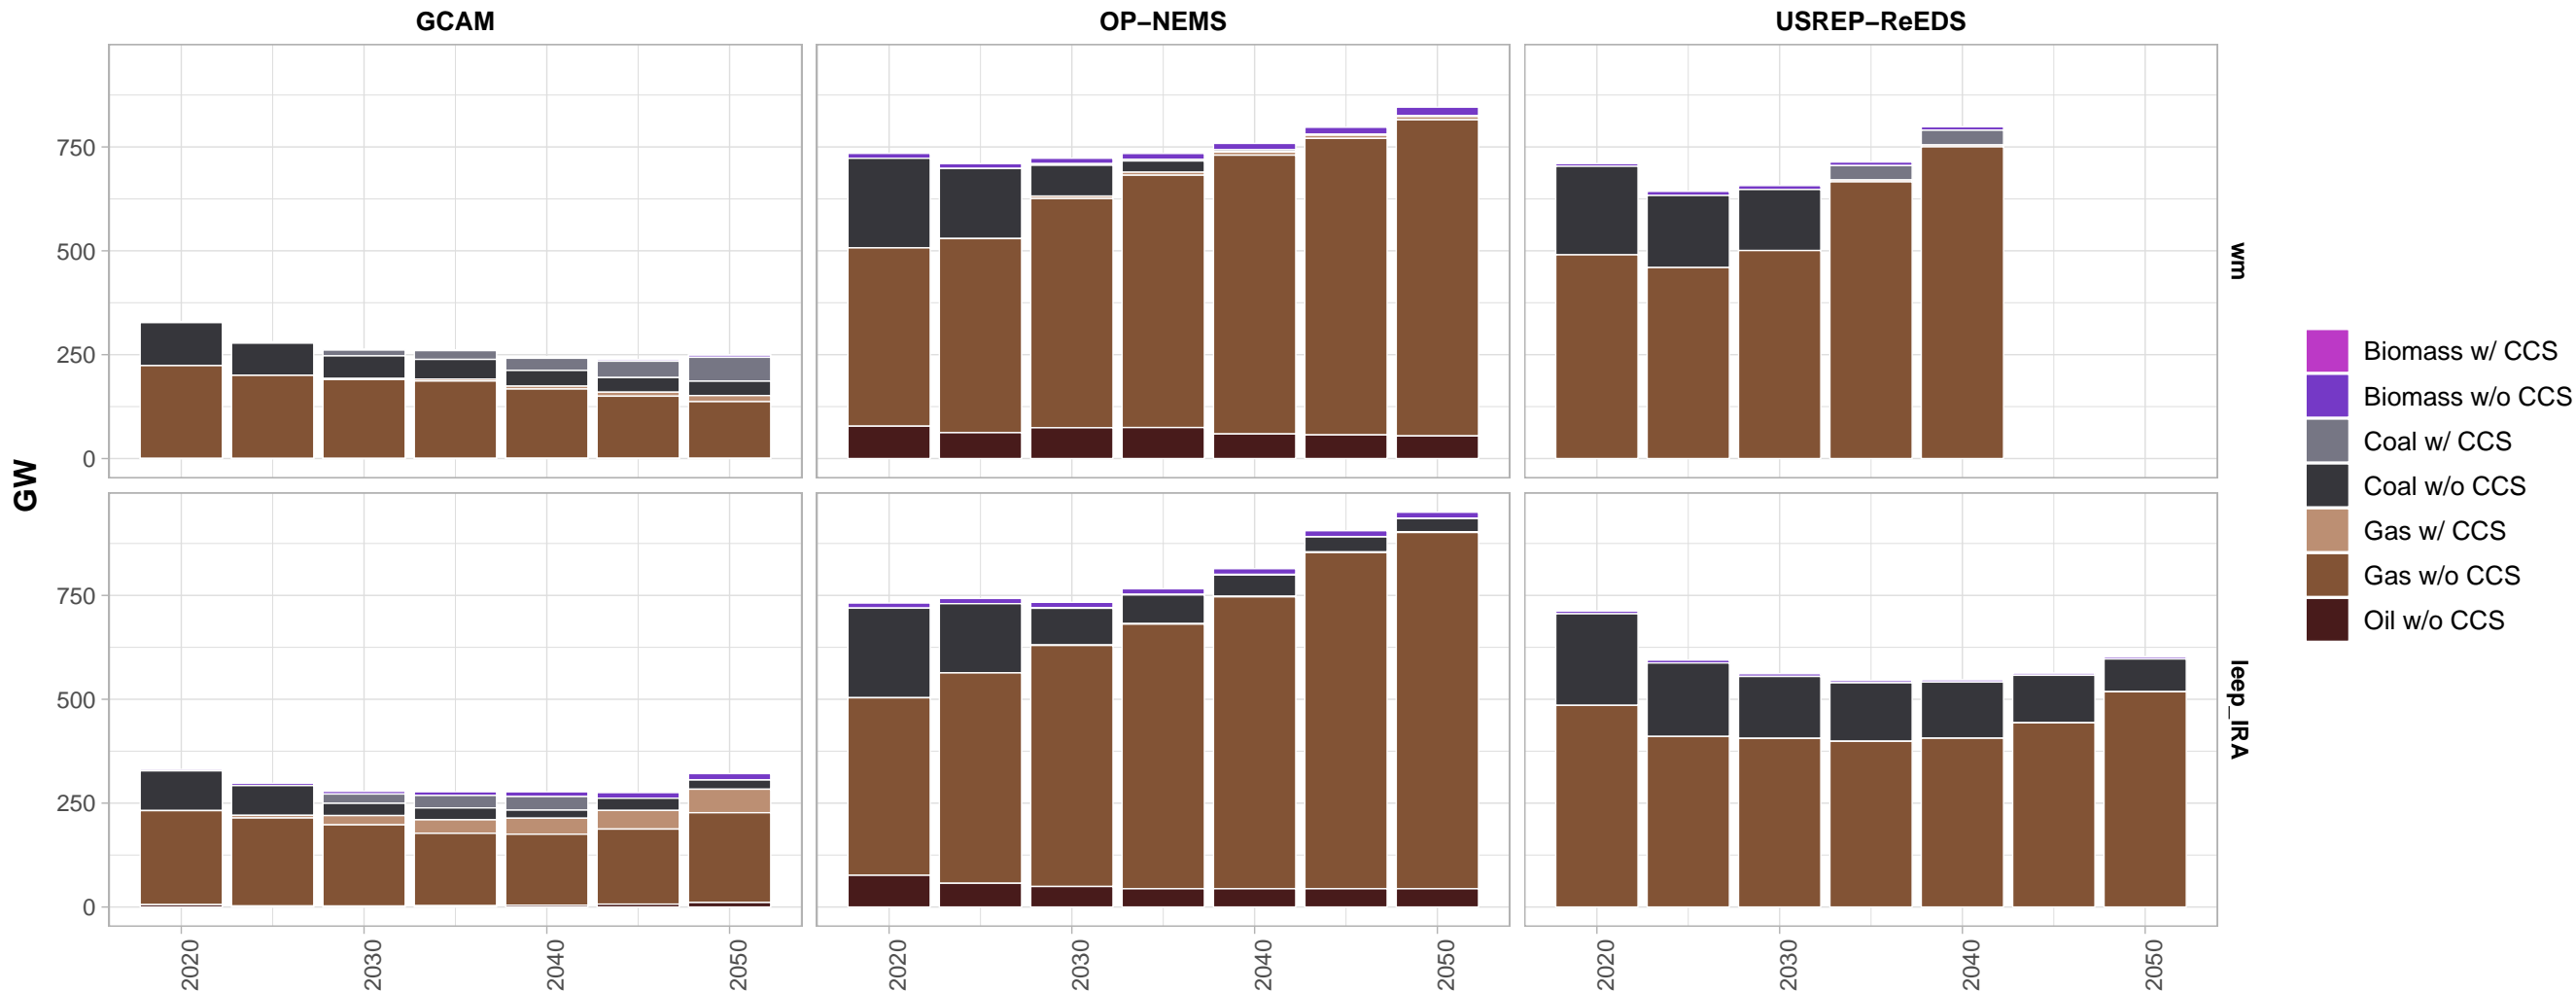 GCAM
OP−NEMS
USREP−ReEDS
GW
750
500
250
0
wm
750
500
250
0
leep_IRA
2020
2030
2040
2050
2020
2030
2040
2050
2020
2030
2040
2050
Biomass w/ CCS
Biomass w/o CCS
Coal w/ CCS
Coal w/o CCS
Gas w/ CCS
Gas w/o CCS
Oil w/o CCS